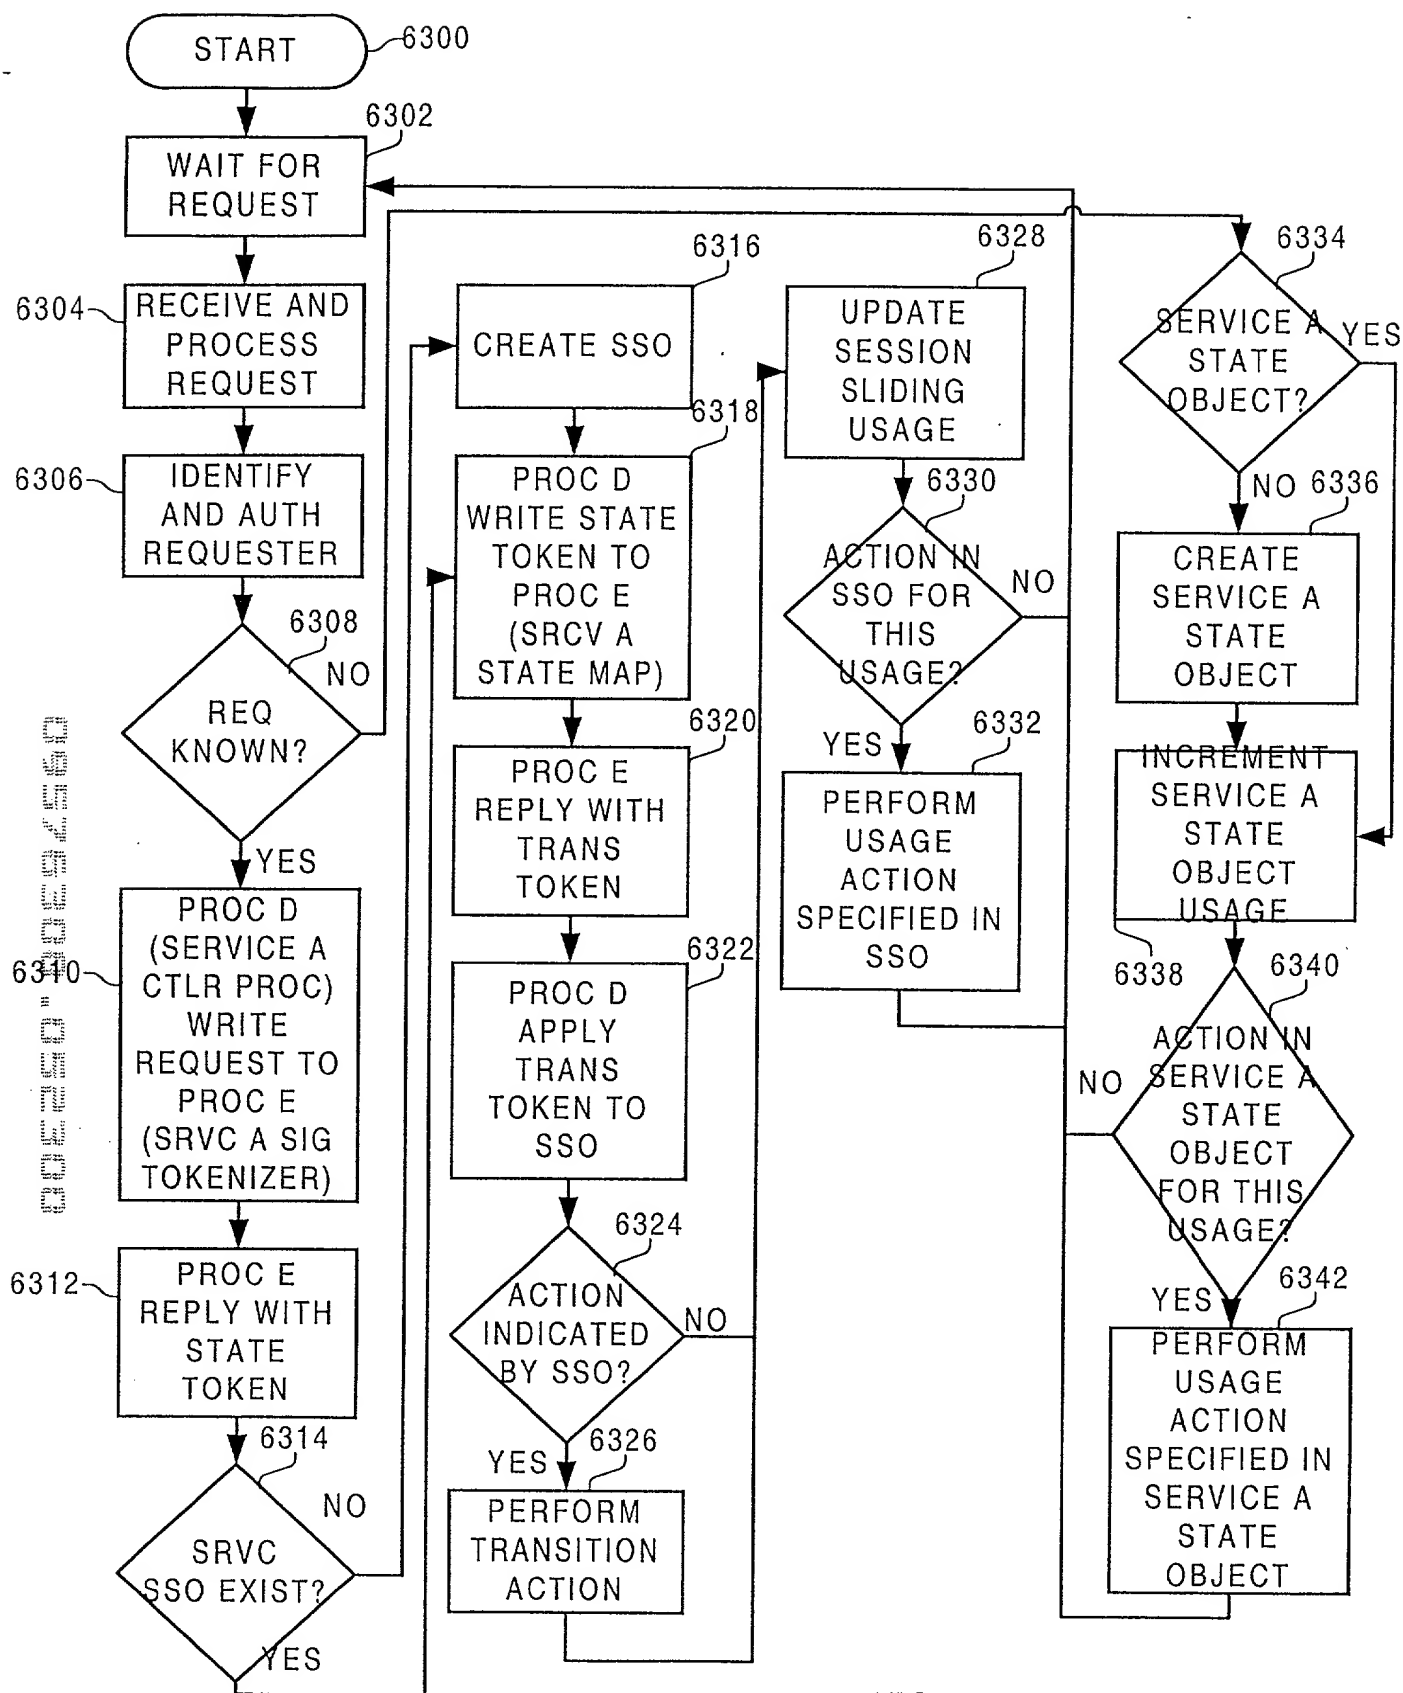 START
6300
6302
WAIT FOR
REQUEST
6304
RECEIVE AND
PROCESS
REQUEST
6306
IDENTIFY
AND AUTH
REQUESTER
6308
NO
REQ
KNOWN?
YES
6310
PROC D
(SERVICE A
CTLR PROC)
WRITE
REQUEST TO
PROC E
(SRVC A SIG
TOKENIZER)
6312
PROC E
REPLY WITH
STATE
TOKEN
6314
NO
SRVC
SSO EXIST?
YES
6316
CREATE SSO
6318
PROC D
WRITE STATE
TOKEN TO
PROC E
(SRCV A
STATE MAP)
6320
PROC E
REPLY WITH
TRANS
TOKEN
6322
PROC D
APPLY
TRANS
TOKEN TO
SSO
6324
ACTION
INDICATED
BY SSO?
NO
YES
6326
PERFORM
TRANSITION
ACTION
6328
UPDATE
SESSION
SLIDING
USAGE
6330
ACTION IN
SSO FOR
THIS
USAGE?
NO
YES
6332
PERFORM
USAGE
ACTION
SPECIFIED IN
SSO
6334
SERVICE A
STATE
OBJECT?
YES
NO
6336
CREATE
SERVICE A
STATE
OBJECT
INCREMENT
SERVICE A
STATE
OBJECT
USAGE
6338
6340
ACTION IN
SERVICE A
STATE
OBJECT
FOR THIS
USAGE?
NO
YES
6342
PERFORM
USAGE
ACTION
SPECIFIED IN
SERVICE A
STATE
OBJECT